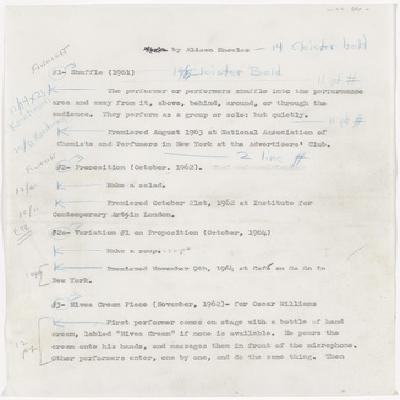 By Alison Knowles - 14 Cloister bold
#1- Shuffle (1961) 14 Cloister Bold
11 pt #
The performer or performers shuffle into the performance
area and away from it, above, behind, around, or through the
audience. They perform as a group or solo: but quietly.
11 pt #
Premiered August 1963 at National Association of
Chemists and Perfumers in New York at the Advertisers' Club.
2 line #
#2- Proposition (October, 1962).
Make a salad.
Premiered October 21st, 1962 at Institute for
Contemporary Arts in London.
#2a- Variation #1 on Proposition (October, 1964)
Make a soup.
Premiered November 9th, 1964 at Café au Go Go in
New York.
#3- Nivea Cream Piece (November, 1962)- for Oscar Williams
First performer comes on stage with a bottle of hand
cream, labled "Nivea Cream" if none is available. He pours the
cream onto his hands, and massages them in front of the microphone.
Other performers enter, one by one, and do the same thing. Then